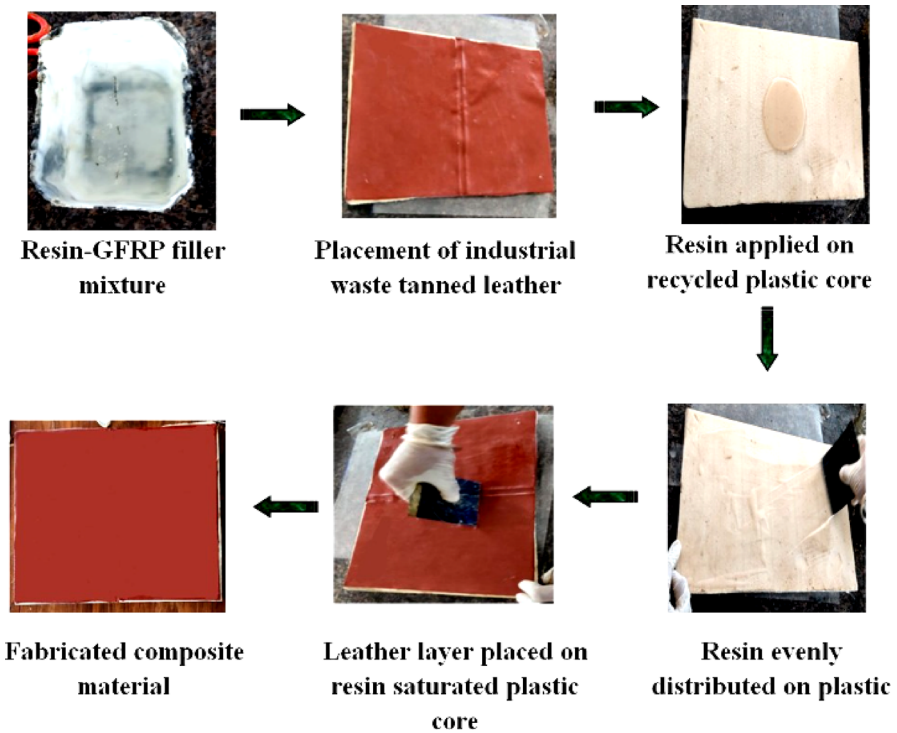 Resin-GFRP filler
mixture
Placement of industrial
waste tanned leather
Resin applied on
recycled plastic core
Resin evenly
distributed on plastic
Leather layer placed on
resin saturated plastic
core
Fabricated composite
material